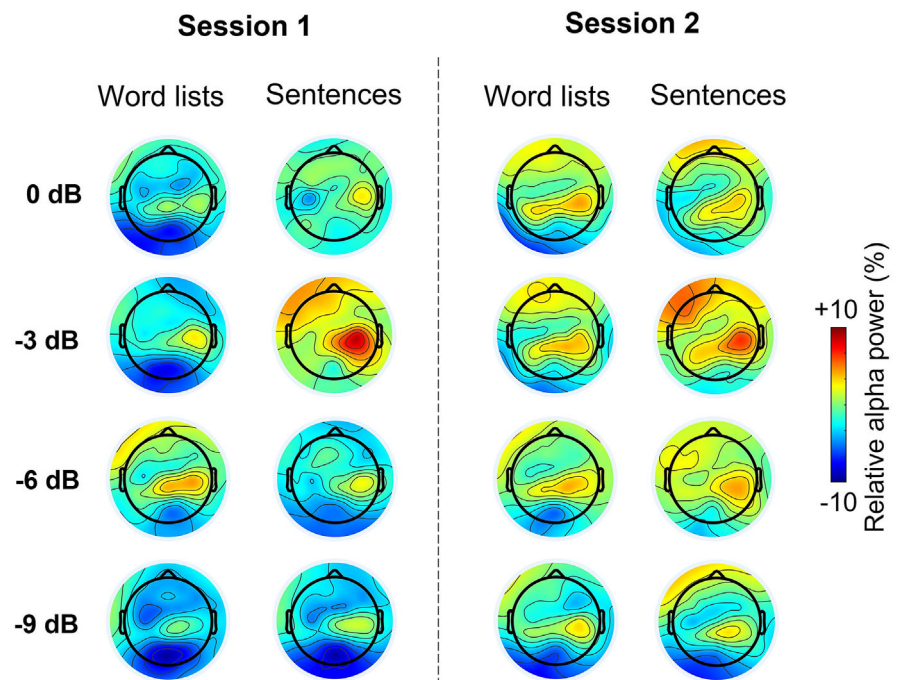 Session 1
Session 2
Word lists
Sentences
Word lists
Sentences
0 dB
-3 dB
-6 dB
-9 dB
+10
-10
Relative alpha power (%)